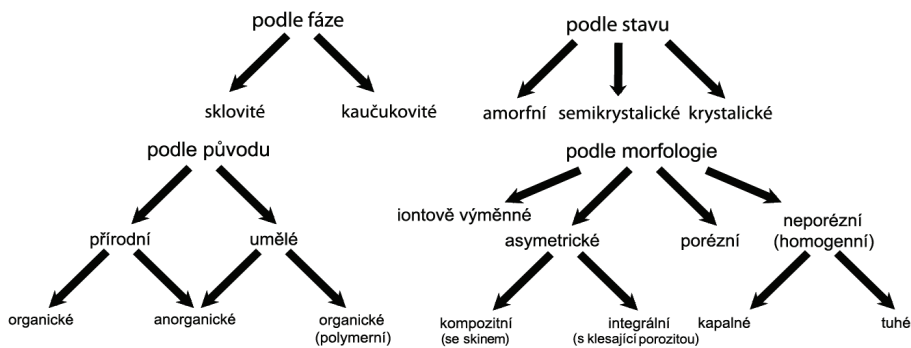 podle fáze
sklovité
kaučukovité
podle stavu
amorfní
semikrystalické
krystalické
podle původu
přírodní
umělé
organické
anorganické
organické
(polymerní)
podle morfologie
iontově výměnné
asymetrické
porézní
neporézní
(homogenní)
kompozitní
(se skinem)
integrální
(s klesající porozitou)
kapalné
tuhé